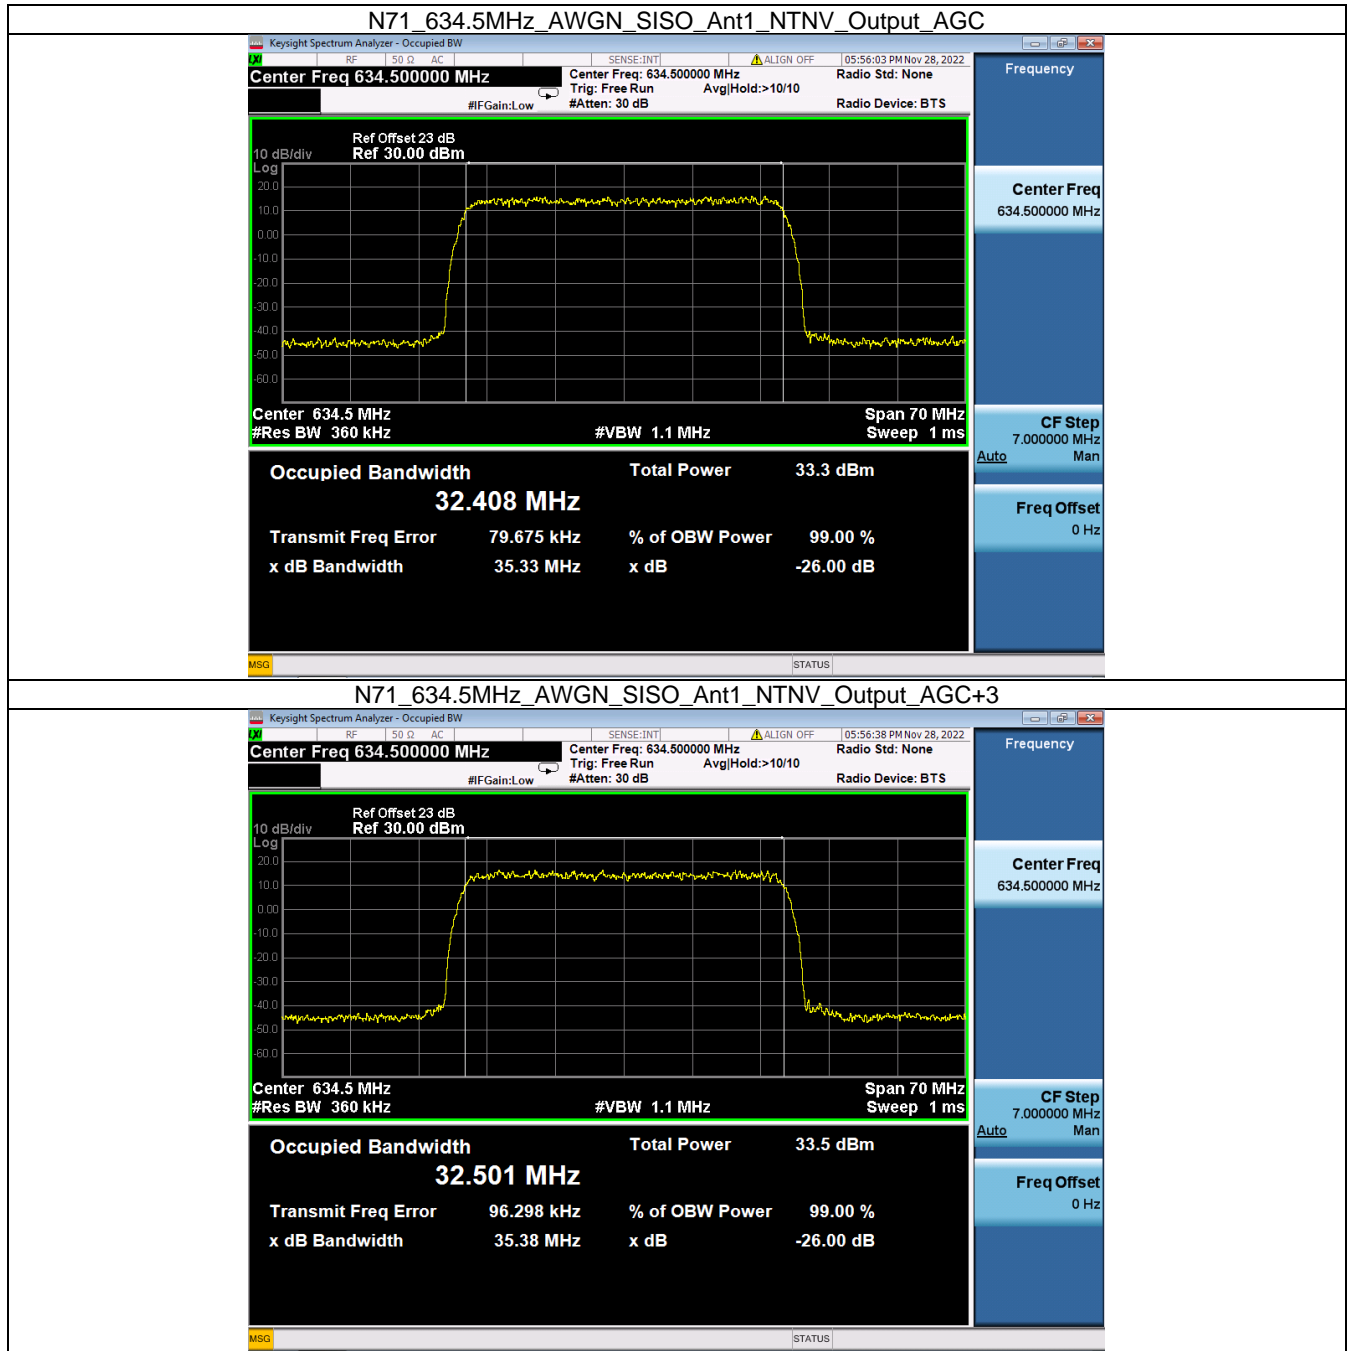 N71_634.5MHz_AWGN_SISO_Ant1_NTNV_Output_AGC
Keysight Spectrum Analyzer - Occupied BW
LXI RF 50 Ω AC SENSE:INT ALIGN OFF 05:56:03 PM Nov 28, 2022
Center Freq 634.500000 MHz
Center Freq: 634.500000 MHz
Radio Std: None
Trig: Free Run Avg|Hold:>10/10
#IFGain:Low #Atten: 30 dB Radio Device: BTS
Frequency
Ref Offset 23 dB
10 dB/div Ref 30.00 dBm
Log
20.0
10.0
0.00
-10.0
-20.0
-30.0
-40.0
-50.0
-60.0
Center 634.5 MHz Span 70 MHz
#Res BW 360 kHz #VBW 1.1 MHz Sweep 1 ms
Center Freq
634.500000 MHz
CF Step
7.000000 MHz
Auto Man
Freq Offset
0 Hz
Occupied Bandwidth Total Power 33.3 dBm
32.408 MHz
Transmit Freq Error 79.675 kHz % of OBW Power 99.00 %
x dB Bandwidth 35.33 MHz x dB -26.00 dB
MSG STATUS
N71_634.5MHz_AWGN_SISO_Ant1_NTNV_Output_AGC+3
Keysight Spectrum Analyzer - Occupied BW
LXI RF 50 Ω AC SENSE:INT ALIGN OFF 05:56:38 PM Nov 28, 2022
Center Freq 634.500000 MHz
Center Freq: 634.500000 MHz
Radio Std: None
Trig: Free Run Avg|Hold:>10/10
#IFGain:Low #Atten: 30 dB Radio Device: BTS
Frequency
Ref Offset 23 dB
10 dB/div Ref 30.00 dBm
Log
20.0
10.0
0.00
-10.0
-20.0
-30.0
-40.0
-50.0
-60.0
Center 634.5 MHz Span 70 MHz
#Res BW 360 kHz #VBW 1.1 MHz Sweep 1 ms
Center Freq
634.500000 MHz
CF Step
7.000000 MHz
Auto Man
Freq Offset
0 Hz
Occupied Bandwidth Total Power 33.5 dBm
32.501 MHz
Transmit Freq Error 96.298 kHz % of OBW Power 99.00 %
x dB Bandwidth 35.38 MHz x dB -26.00 dB
MSG STATUS